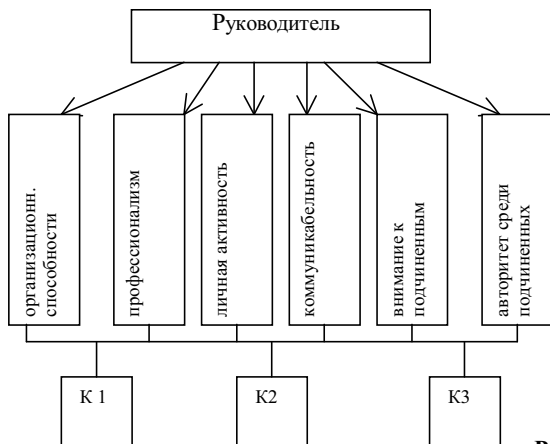 Руководитель
организационн.
способности
профессионализм
личная активность
коммуникабельность
внимание к
подчиненным
авторитет среди
подчиненных
К 1
К2
К3